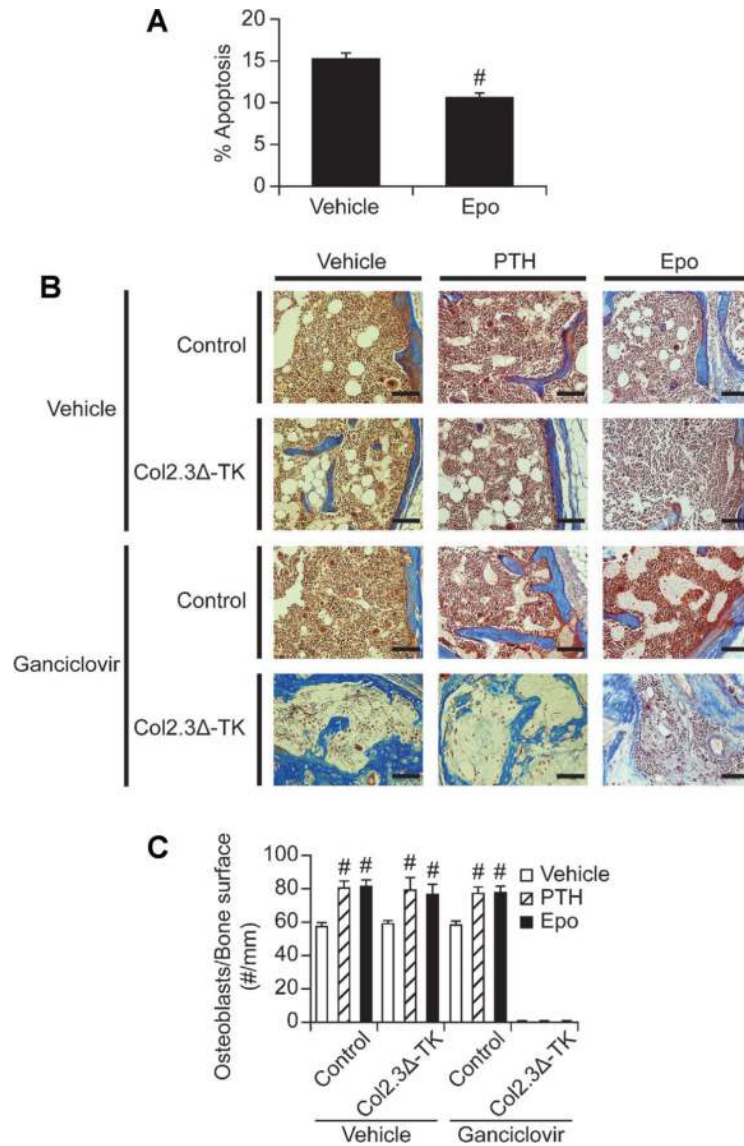 A
% Apoptosis
20
15
10
5
0
#
Vehicle
Epo
B
Vehicle
PTH
Epo
Vehicle
Control
Col2.3Δ-TK
Ganciclovir
Control
Col2.3Δ-TK
C
Osteoblasts/Bone surface
(#/mm)
100
80
60
40
20
0
# #
# #
# #
Vehicle
PTH
Epo
Control
Col2.3Δ-TK
Control
Col2.3Δ-TK
Vehicle
Ganciclovir